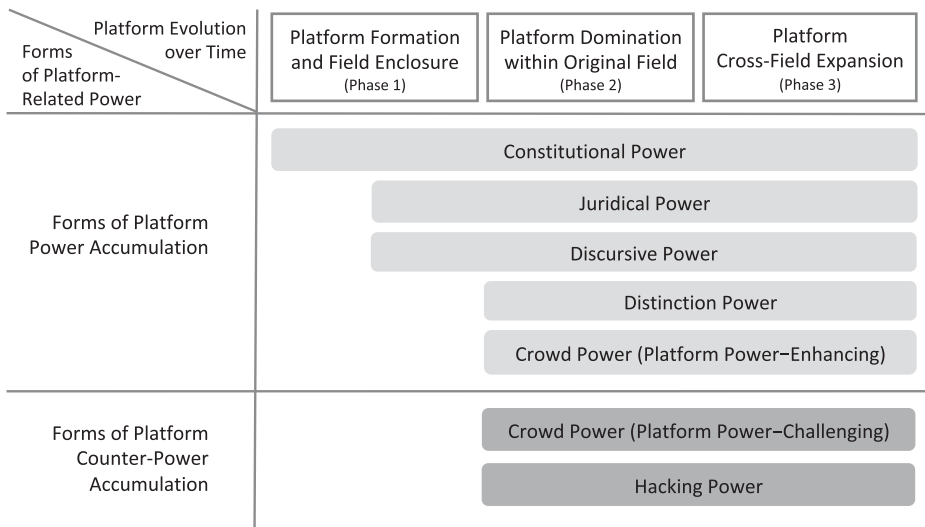 Platform Evolution
over Time
Forms
of Platform-
Related Power
Platform Formation
and Field Enclosure
(Phase 1)
Platform Domination
within Original Field
(Phase 2)
Platform
Cross-Field Expansion
(Phase 3)
Forms of Platform
Power Accumulation
Constitutional Power
Juridical Power
Discursive Power
Distinction Power
Crowd Power (Platform Power–Enhancing)
Forms of Platform
Counter-Power
Accumulation
Crowd Power (Platform Power–Challenging)
Hacking Power